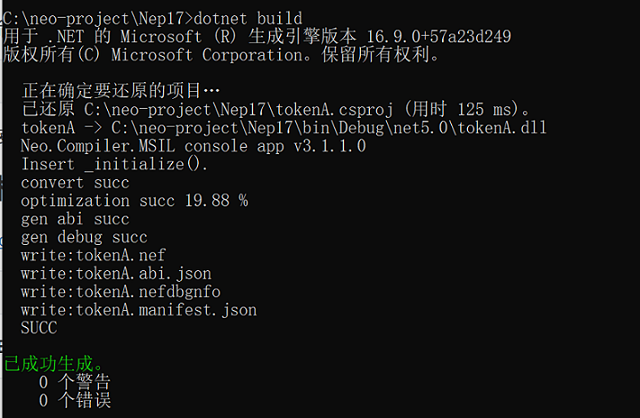 C:\neo-project\Nep17>dotnet build
用于 .NET 的 Microsoft (R) 生成引擎版本 16.9.0+57a23d249
版权所有(C) Microsoft Corporation。保留所有权利。
正在确定要还原的项目…
已还原 C:\neo-project\Nep17\tokenA.csproj (用时 125 ms)。
tokenA -> C:\neo-project\Nep17\bin\Debug\net5.0\tokenA.dll
Neo.Compiler.MSIL console app v3.1.1.0
Insert _initialize().
convert succ
optimization succ 19.88 %
gen abi succ
gen debug succ
write:tokenA.nef
write:tokenA.abi.json
write:tokenA.nefdbgnfo
write:tokenA.manifest.json
SUCC
已成功生成。
0 个警告
0 个错误